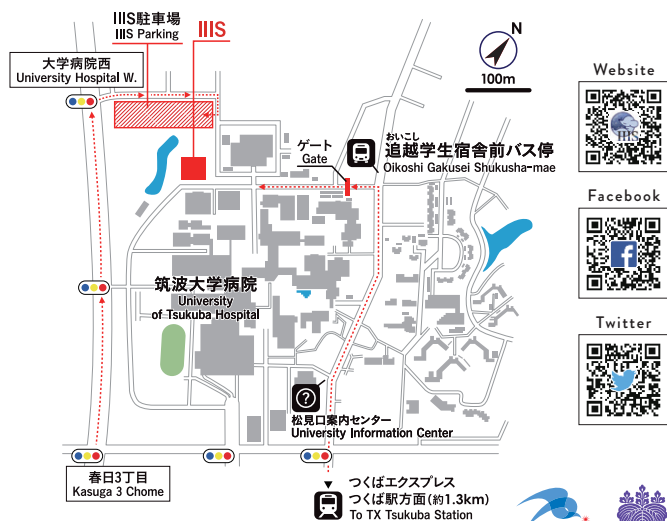 IIIS駐車場
IIIS Parking
IIIS
大学病院西
University Hospital W.
N
100m
Website
IIIS
ゲート
Gate
おいこし
追越学生宿舎前バス停
Oikoshi Gakusei Shukusha-mae
Facebook
f
筑波大学病院
University
of Tsukuba Hospital
Twitter
?
松見口案内センター
University Information Center
春日3丁目
Kasuga 3 Chome
つくばエクスプレス
つくば駅方面(約1.3km)
To TX Tsukuba Station